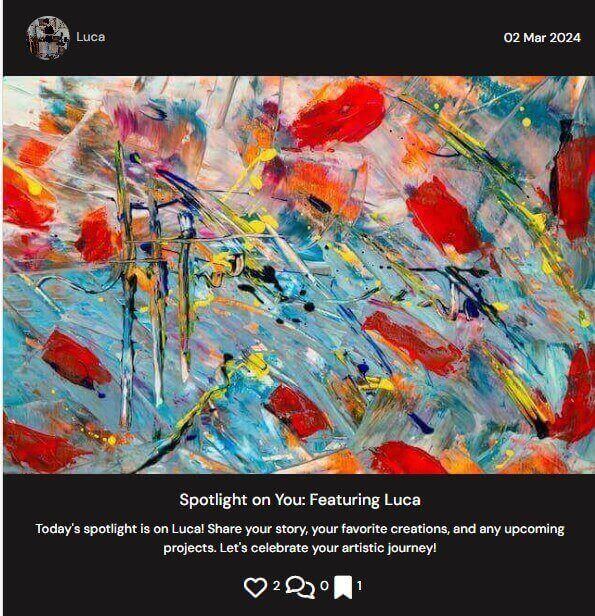 Luca
02 Mar 2024
Spotlight on You: Featuring Luca
Today's spotlight is on Luca! Share your story, your favorite creations, and any upcoming
projects. Let's celebrate your artistic journey!
2 0 1